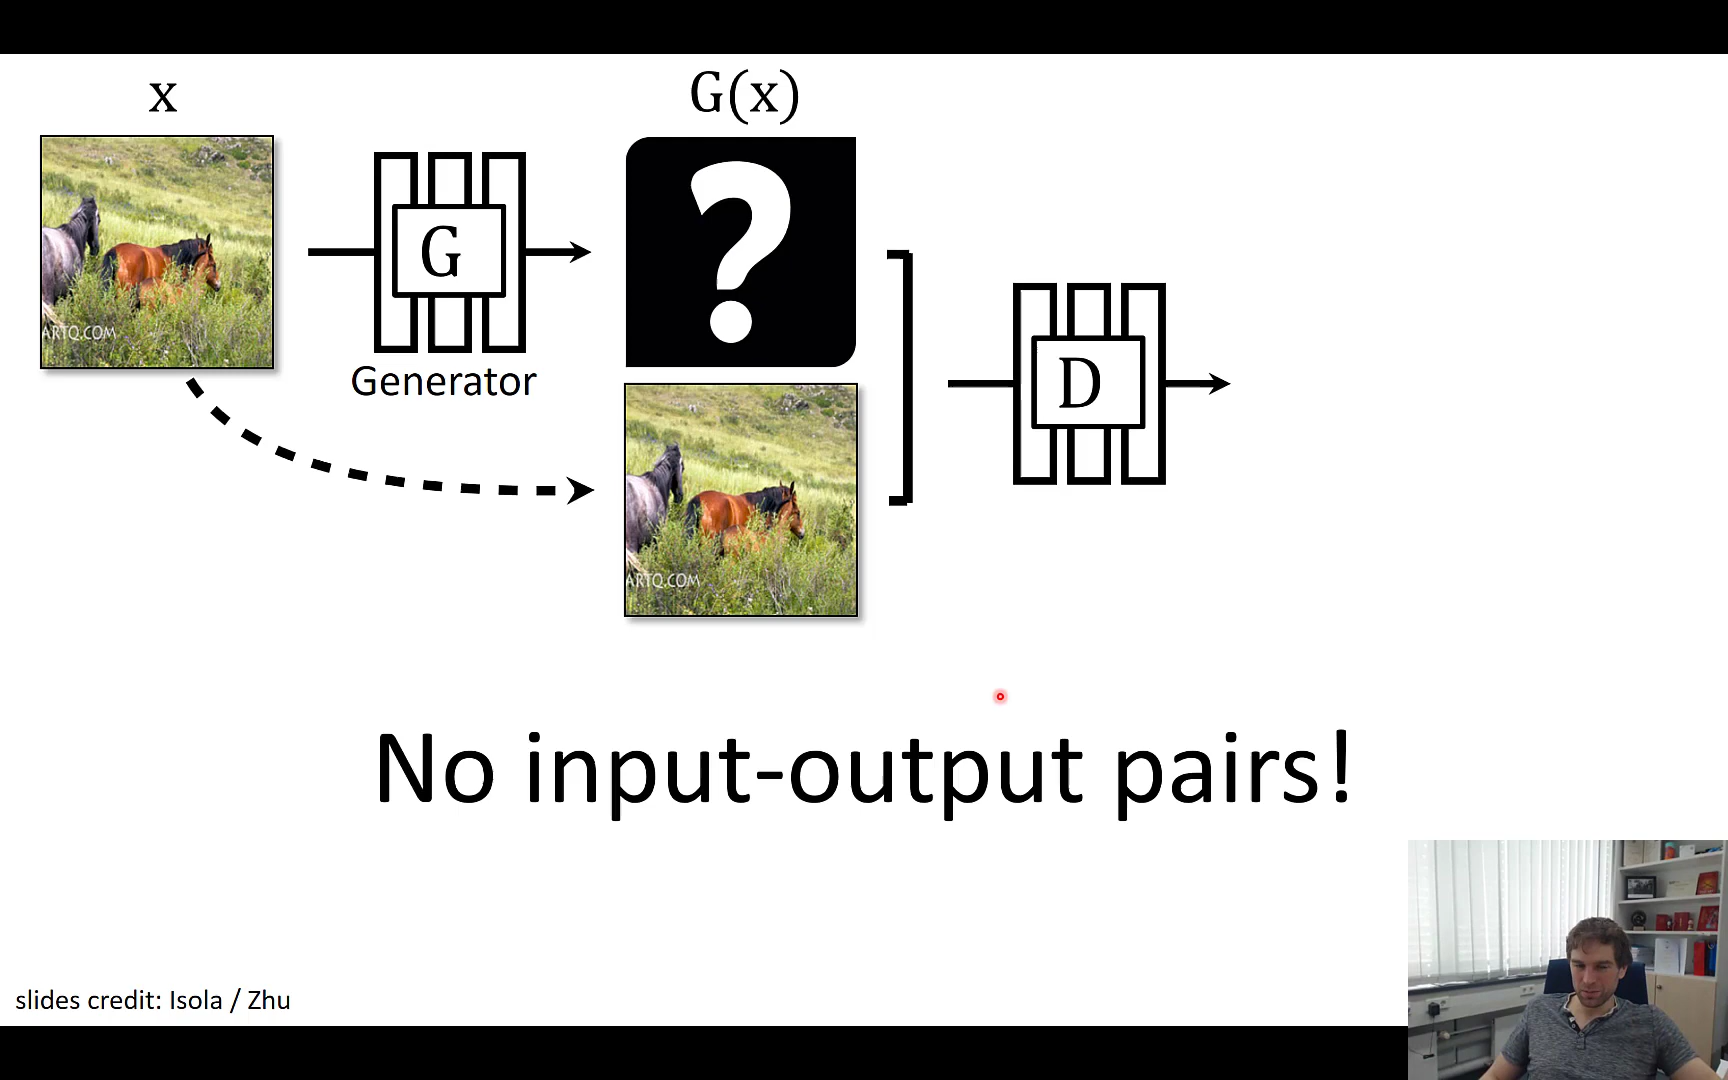 x
G(x)
G
Generator
ARTQ.COM
D
ARTQ.COM
No input-output pairs!
slides credit: Isola / Zhu